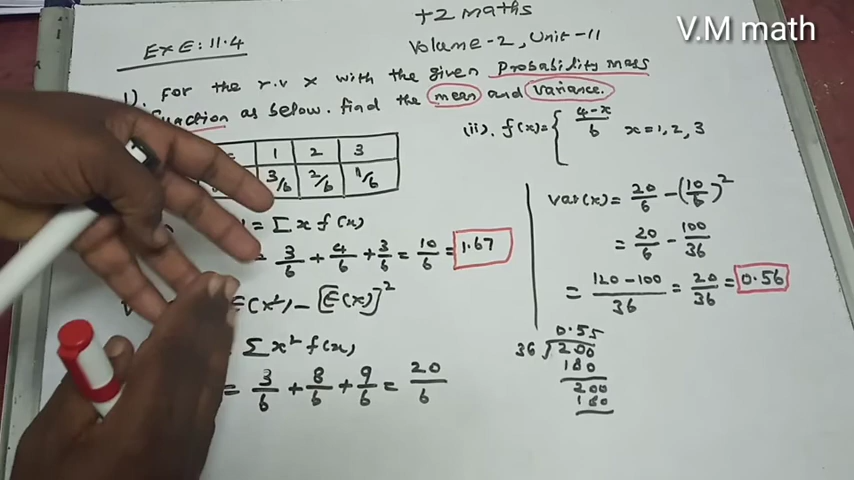 +2 Maths
V.M math
EXE: 11.4
Volume-2, Unit-11
1). For the r.v X with the given Probability mass
function as below. find the mean and variance.
(ii). f(x) = { 4-x/6 x=1, 2, 3
1 2 3
3/6 2/6 1/6
= Σ x f(x)
= 3/6 + 4/6 + 3/6 = 10/6 = 1.67
E(x²) - [E(x)]²
= Σ x² f(x)
= 3/6 + 8/6 + 9/6 = 20/6
var(x) = 20/6 - (10/6)²
= 20/6 - 100/36
= 120-100/36 = 20/36 = 0.56
0.55
36 √200
180
200
180